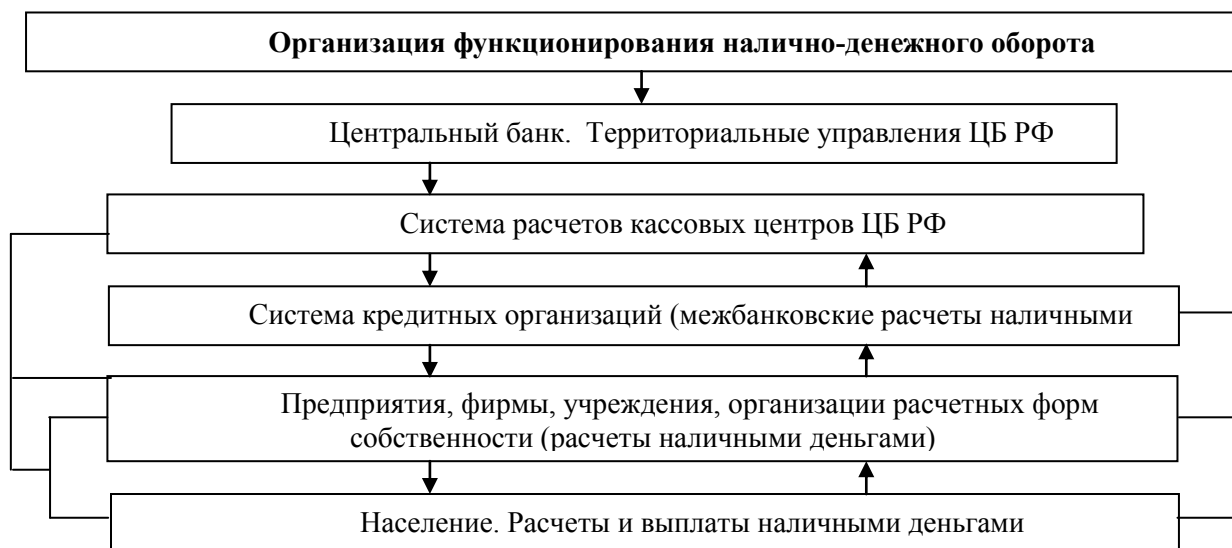 Организация функционирования налично-денежного оборота
Центральный банк. Территориальные управления ЦБ РФ
Система расчетов кассовых центров ЦБ РФ
Система кредитных организаций (межбанковские расчеты наличными
Предприятия, фирмы, учреждения, организации расчетных форм
собственности (расчеты наличными деньгами)
Население. Расчеты и выплаты наличными деньгами